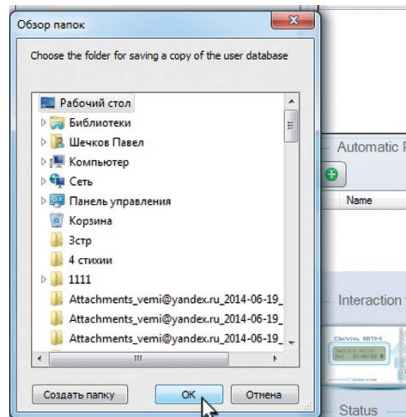 Обзор папок
Choose the folder for saving a copy of the user database
Рабочий стол
Библиотеки
Шечков Павел
Компьютер
Сеть
Панель управления
Корзина
3стр
4 стихии
1111
Attachments_vemi@yandex.ru_2014-06-19_
Attachments_vemi@yandex.ru_2014-06-19_
Attachments_vemi@yandex.ru_2014-06-19_
Создать папку
ОК
Отмена
Automatic
Name
Interaction
Status